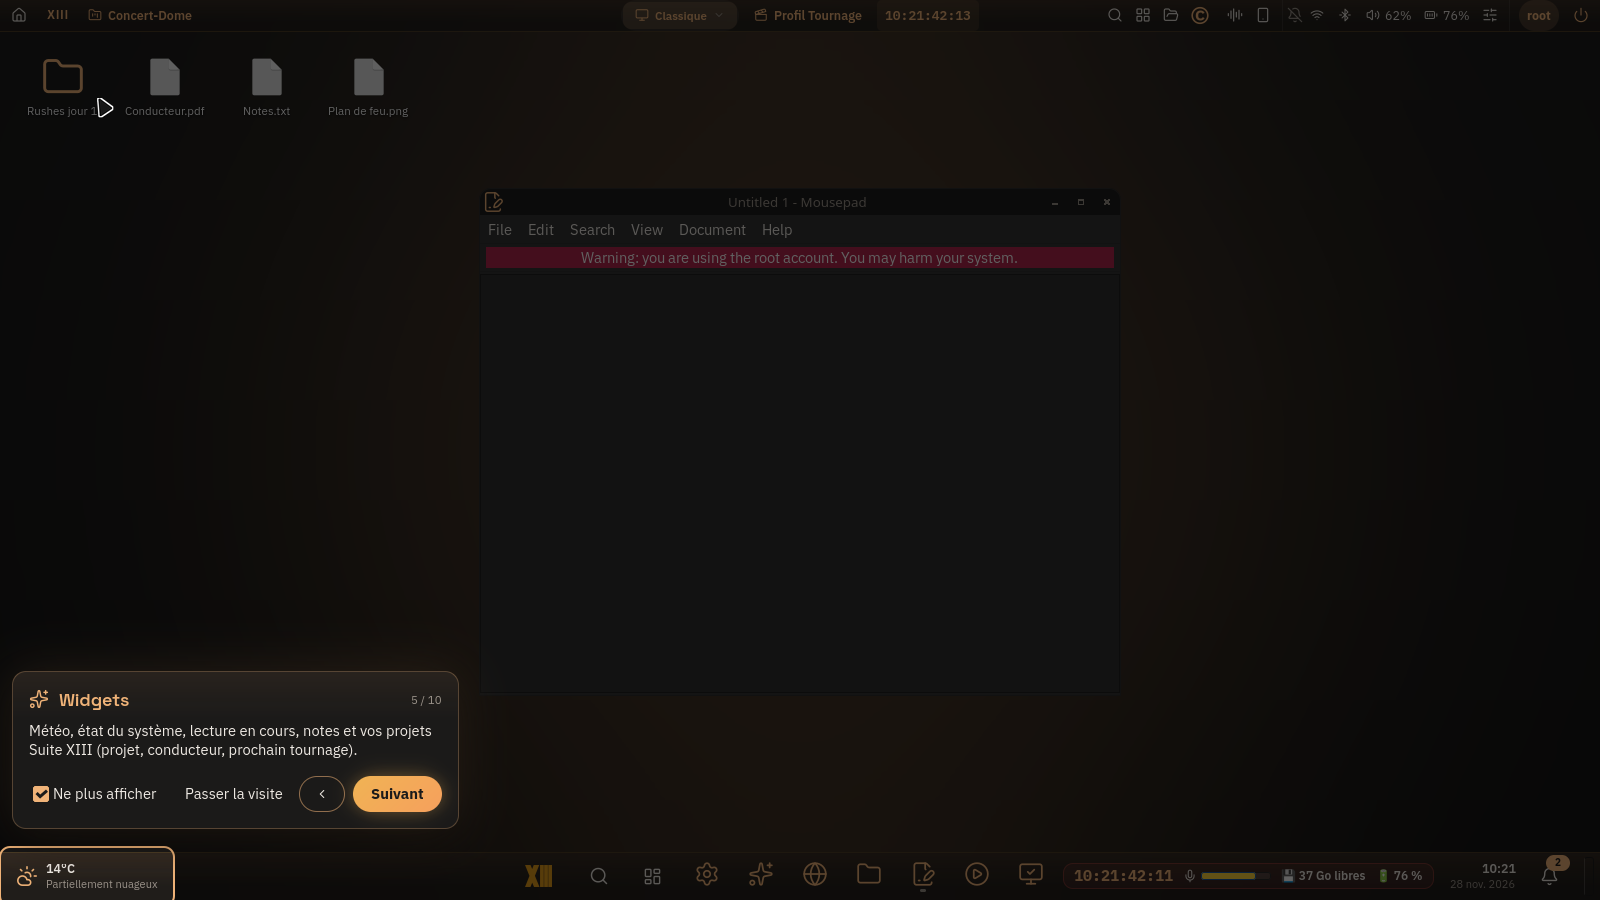 XIII
Concert-Dome
Classique
Profil Tournage
10:21:42:13
62%
76%
root
Rushes jour 1
Conducteur.pdf
Notes.txt
Plan de feu.png
Untitled 1 - Mousepad
File Edit Search View Document Help
Warning: you are using the root account. You may harm your system.
Widgets
5 / 10
Météo, état du système, lecture en cours, notes et vos projets
Suite XIII (projet, conducteur, prochain tournage).
Ne plus afficher
Passer la visite
Suivant
14°C
Partiellement nuageux
XIII
10:21:42:11
37 Go libres
76 %
10:21
28 nov. 2026
2